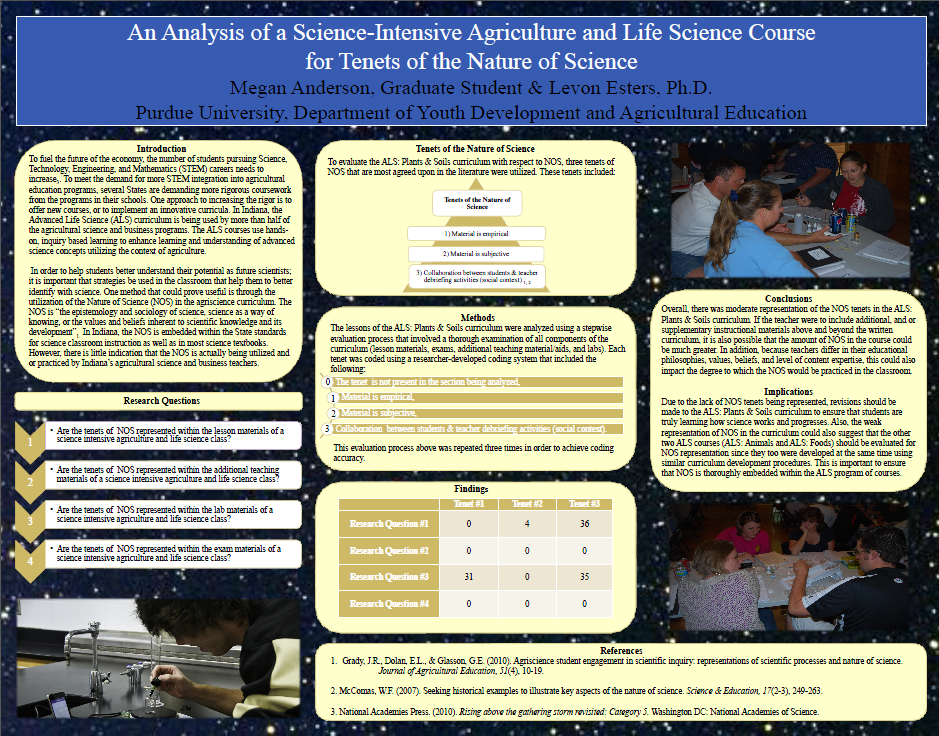 An Analysis of a Science-Intensive Agriculture and Life Science Course
for Tenets of the Nature of Science
Megan Anderson, Graduate Student & Levon Esters, Ph.D.
Purdue University. Department of Youth Development and Agricultural Education
Introduction
To fuel the future of the economy, the number of students pursuing Science,
Technology, Engineering, and Mathematics (STEM) careers needs to
increase3. To meet the demand for more STEM integration into agricultural
education programs, several States are demanding more rigorous coursework
from the programs in their schools. One approach to increasing the rigor is to
offer new courses, or to implement an innovative curricula. In Indiana, the
Advanced Life Science (ALS) curriculum is being used by more than half of
the agricultural science and business programs. The ALS courses use hands-
on, inquiry based learning to enhance learning and understanding of advanced
science concepts utilizing the context of agriculture.
In order to help students better understand their potential as future scientists;
it is important that strategies be used in the classroom that help them to better
identify with science. One method that could prove useful is through the
utilization of the Nature of Science (NOS) in the agriscience curriculum. The
NOS is “the epistemology and sociology of science, science as a way of
knowing, or the values and beliefs inherent to scientific knowledge and its
development”, In Indiana, the NOS is embedded within the State standards
for science classroom instruction as well as in most science textbooks.
However, there is little indication that the NOS is actually being utilized and
or practiced by Indiana’s agricultural science and business teachers.
Research Questions
1
• Are the tenets of NOS represented within the lesson materials of a
science intensive agriculture and life science class?
2
• Are the tenets of NOS represented within the additional teaching
materials of a science intensive agriculture and life science class?
3
• Are the tenets of NOS represented within the lab materials of a
science intensive agriculture and life science class?
4
• Are the tenets of NOS represented within the exam materials of a
science intensive agriculture and life science class?
Tenets of the Nature of Science
To evaluate the ALS: Plants & Soils curriculum with respect to NOS, three tenets of
NOS that are most agreed upon in the literature were utilized. These tenets included:
Tenets of the Nature of
Science
1) Material is empirical
2) Material is subjective
3) Collaboration between students & teacher
debriefing activities (social context) 1, 2
Methods
The lessons of the ALS: Plants & Soils curriculum were analyzed using a stepwise
evaluation process that involved a thorough examination of all components of the
curriculum (lesson materials, exams, additional teaching material/aids, and labs). Each
tenet was coded using a researcher-developed coding system that included the
following:
0 The tenet is not present in the section being analyzed,
1 Material is empirical,
2 Material is subjective,
3 Collaboration between students & teacher debriefing activities (social context).
This evaluation process above was repeated three times in order to achieve coding
accuracy.
Findings
Tenet #1 Tenet #2 Tenet #3
Research Question #1 0 4 36
Research Question #2 0 0 0
Research Question #3 31 0 35
Research Question #4 0 0 0
Conclusions
Overall, there was moderate representation of the NOS tenets in the ALS:
Plants & Soils curriculum. If the teacher were to include additional, and or
supplementary instructional materials above and beyond the written
curriculum, it is also possible that the amount of NOS in the course could
be much greater. In addition, because teachers differ in their educational
philosophies, values, beliefs, and level of content expertise, this could also
impact the degree to which the NOS would be practiced in the classroom.
Implications
Due to the lack of NOS tenets being represented, revisions should be
made to the ALS: Plants & Soils curriculum to ensure that students are
truly learning how science works and progresses. Also, the weak
representation of NOS in the curriculum could also suggest that the other
two ALS courses (ALS: Animals and ALS: Foods) should be evaluated for
NOS representation since they too were developed at the same time using
similar curriculum development procedures. This is important to ensure
that NOS is thoroughly embedded within the ALS program of courses.
References
1. Grady, J.R., Dolan, E.L., & Glasson, G.E. (2010). Agriscience student engagement in scientific inquiry: representations of scientific processes and nature of science.
Journal of Agricultural Education, 51(4), 10-19.
2. McComas, W.F. (2007). Seeking historical examples to illustrate key aspects of the nature of science. Science & Education, 17(2-3), 249-263.
3. National Academies Press. (2010). Rising above the gathering storm revisited: Category 5. Washington DC: National Academies of Science.